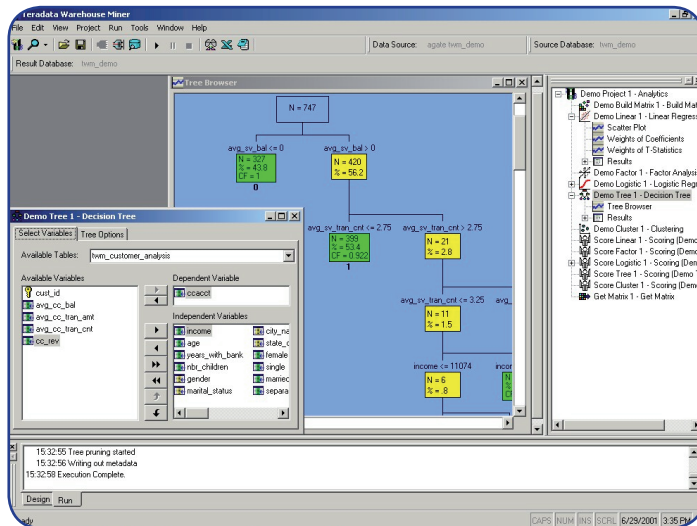 Teradata Warehouse Miner
File Edit View Project Run Tools Window Help
Data Source: agate twm_demo
Source Database: twm_demo
Result Database: twm_demo
Tree Browser
N = 747
avg_sv_bal <= 0
avg_sv_bal > 0
N = 327
% = 43.8
CF = 1
0
N = 420
% = 56.2
avg_sv_tran_cnt <= 2.75
avg_sv_tran_cnt > 2.75
N = 399
% = 53.4
CF = 0.922
1
N = 21
% = 2.8
avg_sv_tran_cnt <= 3.25
avg_
N = 11
% = 1.5
income <= 11074
incor
N = 6
% = .8
N
%
Demo Tree 1 - Decision Tree
Select Variables Tree Options
Available Tables: twm_customer_analysis
Available Variables
cust_id
avg_cc_bal
avg_cc_tran_amt
avg_cc_tran_cnt
cc_rev
Dependent Variable
ccacct
Independent Variables
income
age
years_with_bank
nbr_children
gender
marital_status
city_na
state_c
female
single
married
separa
Demo Project 1 - Analytics
Demo Build Matrix 1 - Build Mat
Demo Linear 1 - Linear Regress
Scatter Plot
Weights of Coefficients
Weights of T-Statistics
Results
Demo Factor 1 - Factor Analysis
Demo Logistic 1 - Logistic Regr
Demo Tree 1 - Decision Tree
Tree Browser
Results
Demo Cluster 1 - Clustering
Score Linear 1 - Scoring (Demo
Score Factor 1 - Scoring (Demo
Score Logistic 1 - Scoring (Dem
Score Tree 1 - Scoring (Demo
Score Cluster 1 - Scoring (Demo
Get Matrix 1 - Get Matrix
15:32:55 Tree pruning started
15:32:56 Writing out metadata
15:32:58 Execution Complete.
Design Run
ady
CAPS NUM INS SCRL 6/29/2001 3:35 PM